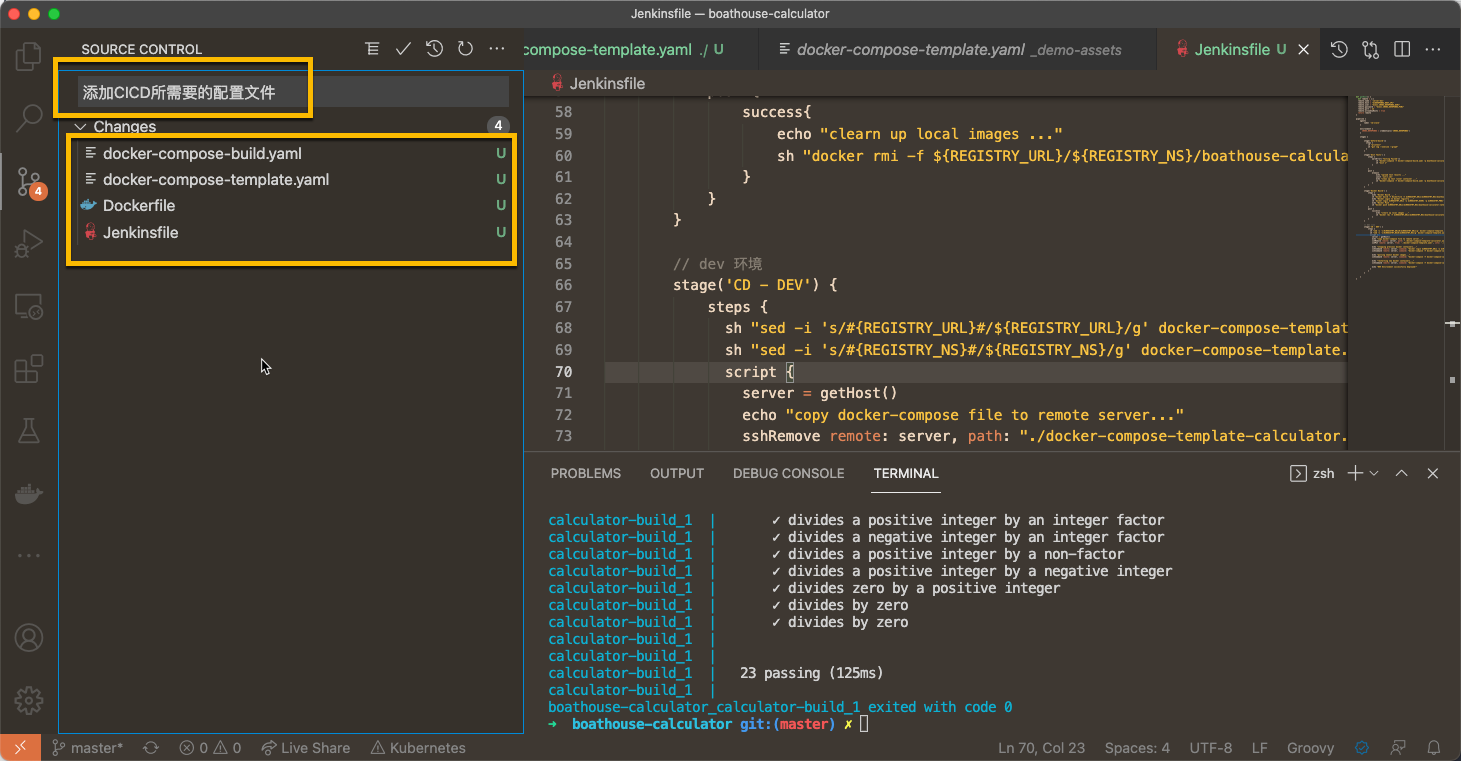 Jenkinsfile — boathouse-calculator
SOURCE CONTROL
添加CICD所需要的配置文件
Changes 4
docker-compose-build.yaml U
docker-compose-template.yaml U
Dockerfile U
Jenkinsfile U
4
compose-template.yaml ./ U
docker-compose-template.yaml _demo-assets
Jenkinsfile U
Jenkinsfile
58 success{
59 echo "clearn up local images ..."
60 sh "docker rmi -f ${REGISTRY_URL}/${REGISTRY_NS}/boathouse-calcula
61 }
62 }
63 }
64
65 // dev 环境
66 stage('CD - DEV') {
67 steps {
68 sh "sed -i 's/#{REGISTRY_URL}#/${REGISTRY_URL}/g' docker-compose-templat
69 sh "sed -i 's/#{REGISTRY_NS}#/${REGISTRY_NS}/g' docker-compose-template.
70 script {
71 server = getHost()
72 echo "copy docker-compose file to remote server..."
73 sshRemove remote: server, path: "./docker-compose-template-calculator.
PROBLEMS OUTPUT DEBUG CONSOLE TERMINAL zsh
calculator-build_1 | ✓ divides a positive integer by an integer factor
calculator-build_1 | ✓ divides a negative integer by an integer factor
calculator-build_1 | ✓ divides a positive integer by a non-factor
calculator-build_1 | ✓ divides a positive integer by a negative integer
calculator-build_1 | ✓ divides zero by a positive integer
calculator-build_1 | ✓ divides by zero
calculator-build_1 | ✓ divides by zero
calculator-build_1 |
calculator-build_1 |
calculator-build_1 | 23 passing (125ms)
calculator-build_1 |
boathouse-calculator_calculator-build_1 exited with code 0
→ boathouse-calculator git:(master) ✗
master* 0 0 Live Share Kubernetes Ln 70, Col 23 Spaces: 4 UTF-8 LF Groovy